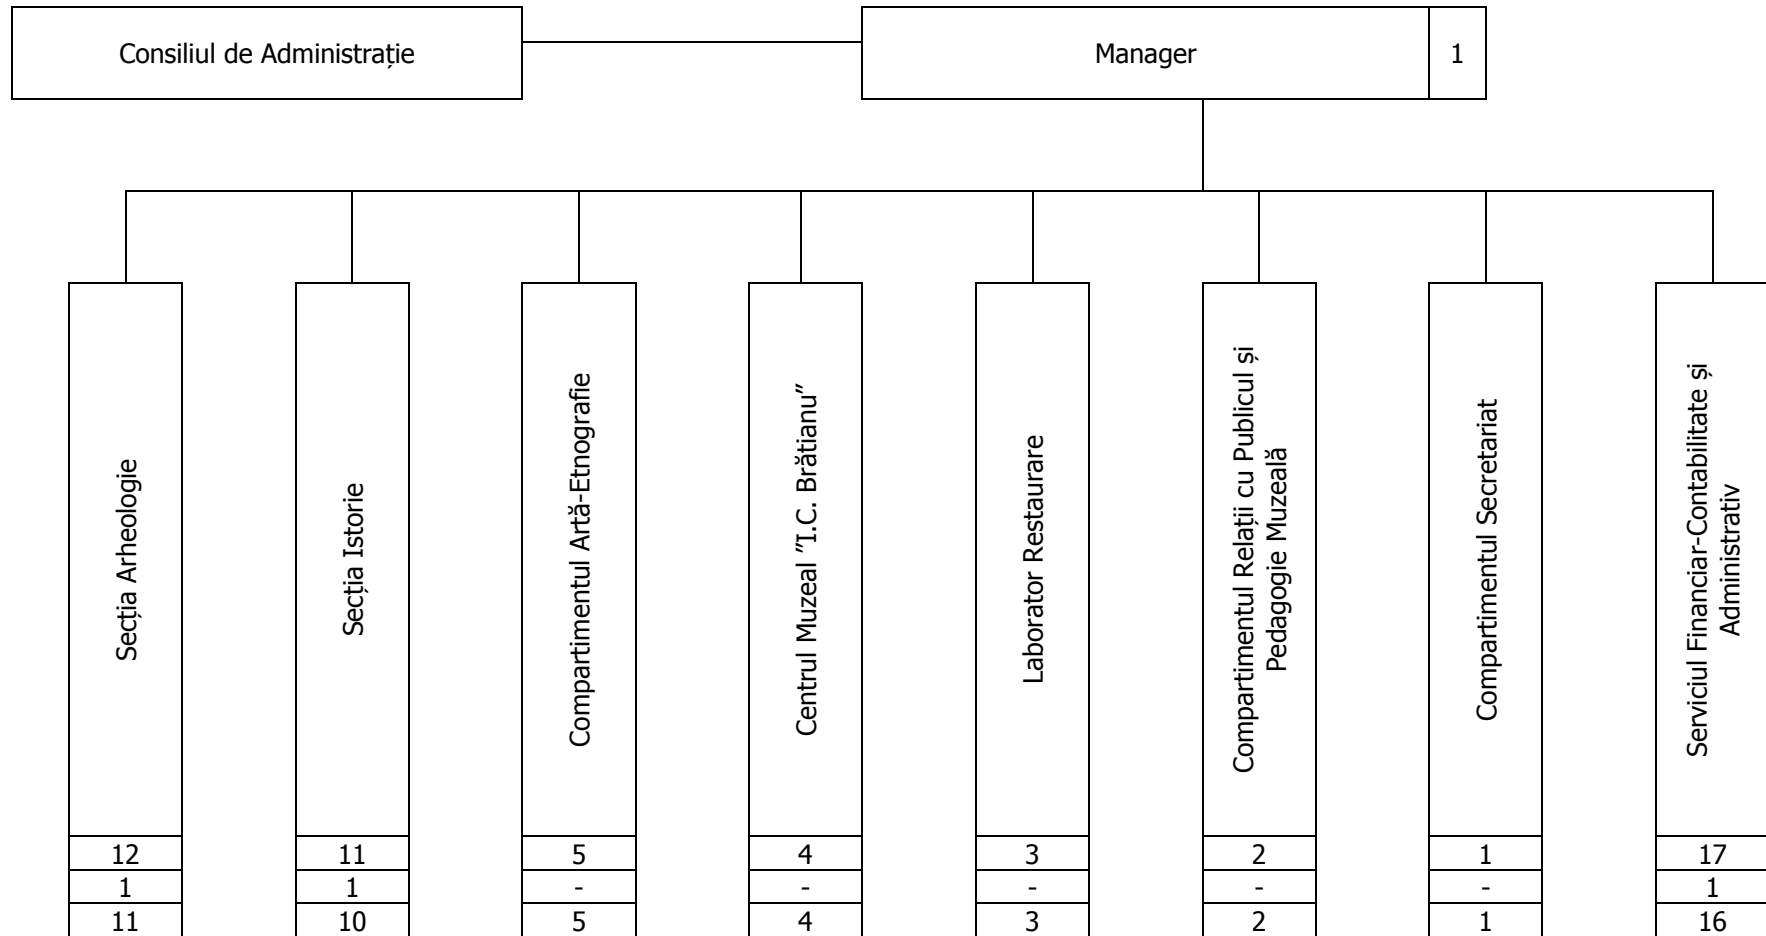 Consiliul de Administrație
Manager
1
Secția Arheologie
Secția Istorie
Compartimentul Artă-Etnografie
Centrul Muzeal ″I.C. Brătianu″
Laborator Restaurare
Compartimentul Relații cu Publicul și
Pedagogie Muzeală
Compartimentul Secretariat
Serviciul Financiar-Contabilitate și
Administrativ
12 11 5 4 3 2 1 17
1 1 - - - - - 1
11 10 5 4 3 2 1 16